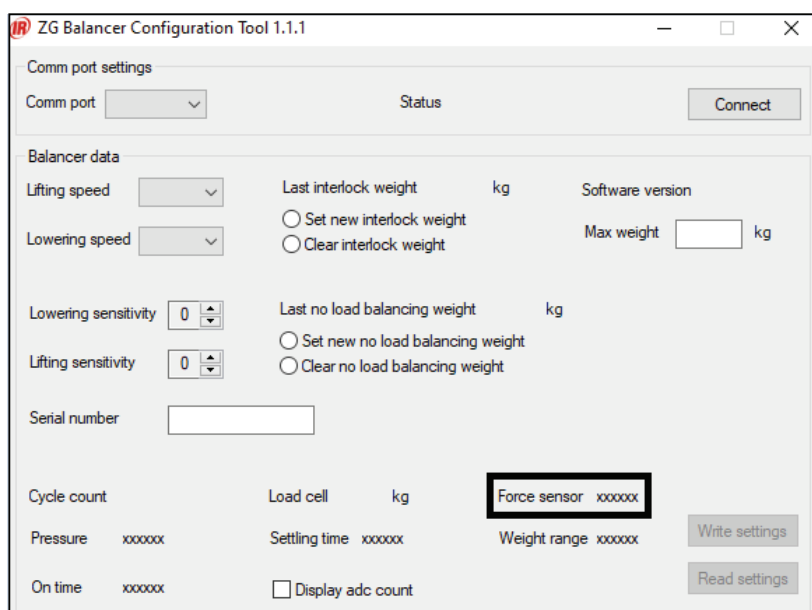 IR ZG Balancer Configuration Tool 1.1.1
Comm port settings
Comm port Status Connect
Balancer data
Lifting speed Last interlock weight kg Software version
Set new interlock weight
Lowering speed Clear interlock weight Max weight kg
Lowering sensitivity 0 Last no load balancing weight kg
Set new no load balancing weight
Lifting sensitivity 0 Clear no load balancing weight
Serial number
Cycle count Load cell kg Force sensor xxxxxx
Pressure xxxxxx Settling time xxxxxx Weight range xxxxxx Write settings
On time xxxxxx Display adc count Read settings